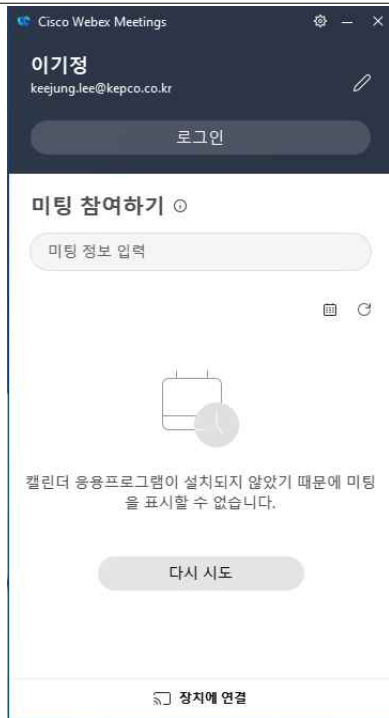 Cisco Webex Meetings
이기정
keejung.lee@kepco.co.kr
로그인
미팅 참여하기
미팅 정보 입력
캘린더 응용프로그램이 설치되지 않았기 때문에 미팅
을 표시할 수 없습니다.
다시 시도
장치에 연결